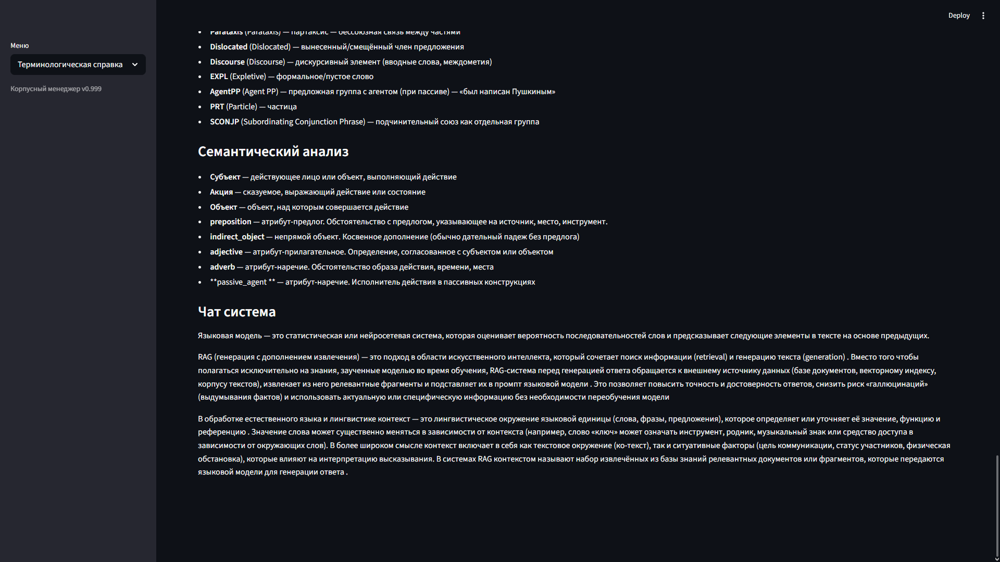 Deploy
Меню
Терминологическая справка
Корпусный менеджер v0.999
• Parataxis (Parataxis) — партаксис — бессоюзная связь между частями
• Dislocated (Dislocated) — вынесенный/смещённый член предложения
• Discourse (Discourse) — дискурсивный элемент (вводные слова, междометия)
• EXPL (Expletive) — формальное/пустое слово
• AgentPP (Agent PP) — предложная группа с агентом (при пассиве) — «был написан Пушкиным»
• PRT (Particle) — частица
• SCONJP (Subordinating Conjunction Phrase) — подчинительный союз как отдельная группа
Семантический анализ
• Субъект — действующее лицо или объект, выполняющий действие
• Акция — сказуемое, выражающий действие или состояние
• Объект — объект, над которым совершается действие
• preposition — атрибут-предлог. Обстоятельство с предлогом, указывающее на источник, место, инструмент.
• indirect_object — непрямой объект. Косвенное дополнение (обычно дательный падеж без предлога)
• adjective — атрибут-прилагательное. Определение, согласованное с субъектом или объектом
• adverb — атрибут-наречие. Обстоятельство образа действия, времени, места
• **passive_agent ** — атрибут-наречие. Исполнитель действия в пассивных конструкциях
Чат система
Языковая модель — это статистическая или нейросетевая система, которая оценивает вероятность последовательностей слов и предсказывает следующие элементы в тексте на основе предыдущих.
RAG (генерация с дополнением извлечения) — это подход в области искусственного интеллекта, который сочетает поиск информации (retrieval) и генерацию текста (generation) . Вместо того чтобы
полагаться исключительно на знания, заученные моделью во время обучения, RAG-система перед генерацией ответа обращается к внешнему источнику данных (базе документов, векторному индексу,
корпусу текстов), извлекает из него релевантные фрагменты и подставляет их в промпт языковой модели . Это позволяет повысить точность и достоверность ответов, снизить риск «галлюцинаций»
(выдумывания фактов) и использовать актуальную или специфическую информацию без необходимости переобучения модели
В обработке естественного языка и лингвистике контекст — это лингвистическое окружение языковой единицы (слова, фразы, предложения), которое определяет или уточняет её значение, функцию и
референцию . Значение слова может существенно меняться в зависимости от контекста (например, слово «ключ» может означать инструмент, родник, музыкальный знак или средство доступа в
зависимости от окружающих слов). В более широком смысле контекст включает в себя как текстовое окружение (ко-текст), так и ситуативные факторы (цель коммуникации, статус участников, физическая
обстановка), которые влияют на интерпретацию высказывания. В системах RAG контекстом называют набор извлечённых из базы знаний релевантных документов или фрагментов, которые передаются
языковой модели для генерации ответа .